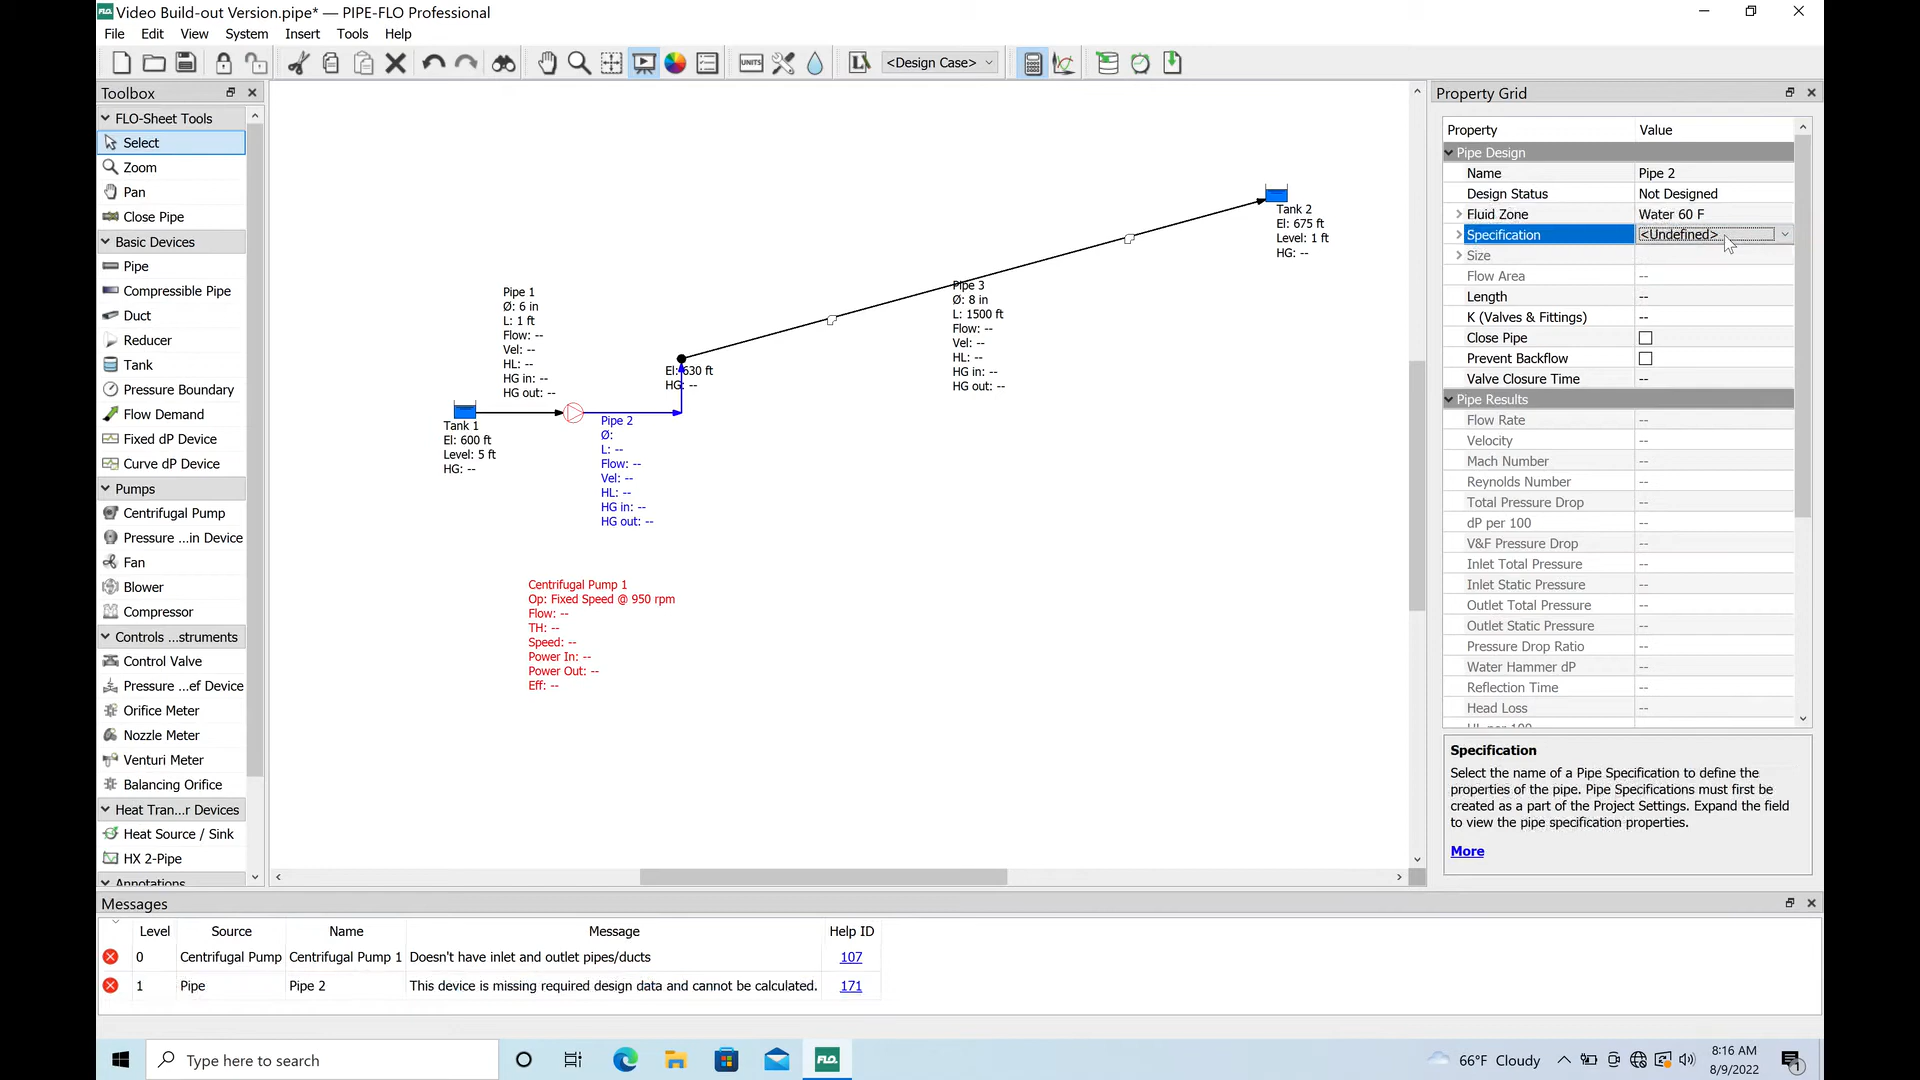 FLO Video Build-out Version.pipe* — PIPE-FLO Professional
File Edit View System Insert Tools Help
UNITS <Design Case>
Toolbox
FLO-Sheet Tools
Select
Zoom
Pan
Close Pipe
Basic Devices
Pipe
Compressible Pipe
Duct
Reducer
Tank
Pressure Boundary
Flow Demand
Fixed dP Device
Curve dP Device
Pumps
Centrifugal Pump
Pressure ...in Device
Fan
Blower
Compressor
Controls ...struments
Control Valve
Pressure ...ef Device
Orifice Meter
Nozzle Meter
Venturi Meter
Balancing Orifice
Heat Tran...r Devices
Heat Source / Sink
HX 2-Pipe
Annotations
Tank 1
El: 600 ft
Level: 5 ft
HG: --
Pipe 1
Ø: 6 in
L: 1 ft
Flow: --
Vel: --
HL: --
HG in: --
HG out: --
El: 630 ft
HG: --
Pipe 2
Ø:
L: --
Flow: --
Vel: --
HL: --
HG in: --
HG out: --
Centrifugal Pump 1
Op: Fixed Speed @ 950 rpm
Flow: --
TH: --
Speed: --
Power In: --
Power Out: --
Eff: --
Pipe 3
Ø: 8 in
L: 1500 ft
Flow: --
Vel: --
HL: --
HG in: --
HG out: --
Tank 2
El: 675 ft
Level: 1 ft
HG: --
Property Grid
Property Value
Pipe Design
Name Pipe 2
Design Status Not Designed
Fluid Zone Water 60 F
Specification <Undefined>
Size
Flow Area --
Length --
K (Valves & Fittings) --
Close Pipe
Prevent Backflow
Valve Closure Time --
Pipe Results
Flow Rate --
Velocity --
Mach Number --
Reynolds Number --
Total Pressure Drop --
dP per 100 --
V&F Pressure Drop --
Inlet Total Pressure --
Inlet Static Pressure --
Outlet Total Pressure --
Outlet Static Pressure --
Pressure Drop Ratio --
Water Hammer dP --
Reflection Time --
Head Loss --
HL per 100 --
Specification
Select the name of a Pipe Specification to define the
properties of the pipe. Pipe Specifications must first be
created as a part of the Project Settings. Expand the field
to view the pipe specification properties.
More
Messages
Level Source Name Message Help ID
0 Centrifugal Pump Centrifugal Pump 1 Doesn't have inlet and outlet pipes/ducts 107
1 Pipe Pipe 2 This device is missing required design data and cannot be calculated. 171
Type here to search
FLO
66°F Cloudy
8:16 AM
8/9/2022
1